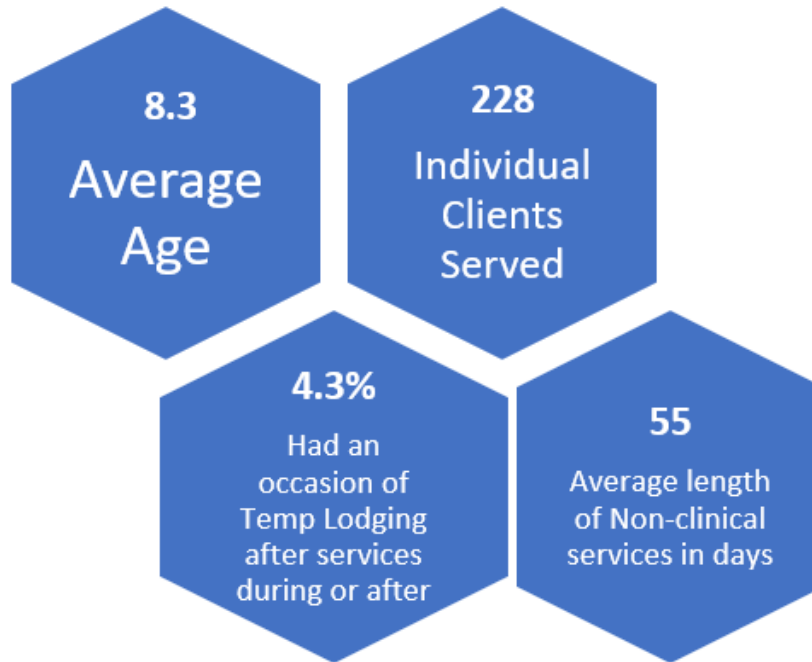 8.3
Average
Age
228
Individual
Clients
Served
4.3%
Had an
occasion of
Temp Lodging
after services
during or after
55
Average length
of Non-clinical
services in days